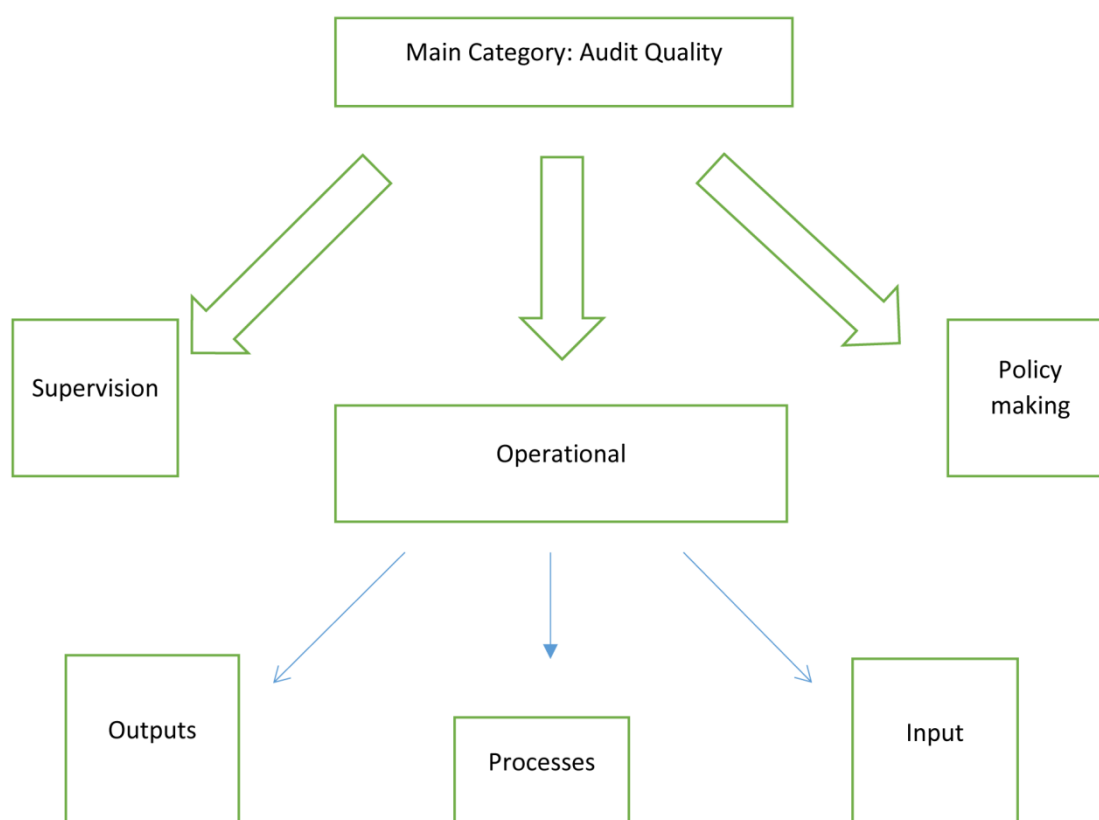 Main Category: Audit Quality
Supervision
Policy
making
Operational
Outputs
Processes
Input